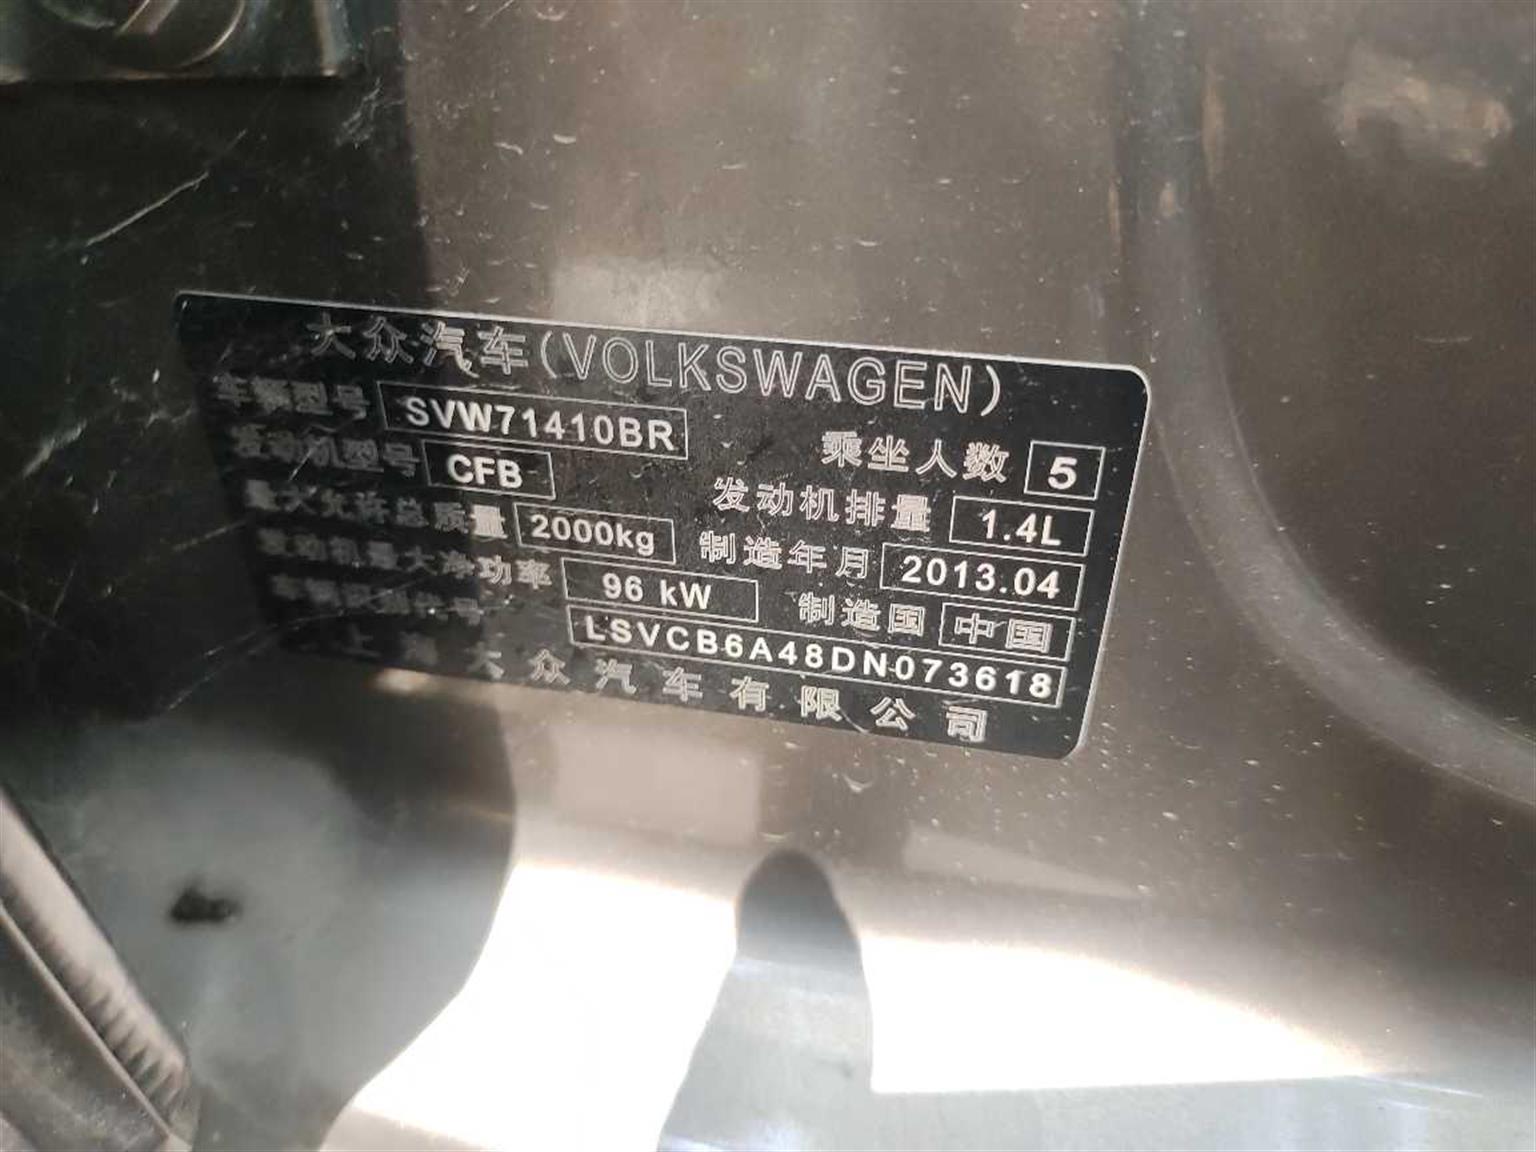 大众汽车(VOLKSWAGEN)
车辆型号 SVW71410BR 乘坐人数 5
发动机型号 CFB 发动机排量 1.4L
最大允许总质量 2000kg 制造年月 2013.04
发动机最大净功率 96 kW 制造国 中国
车辆识别代号 LSVCB6A48DN073618
上海大众汽车有限公司